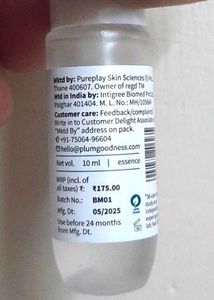 Mktd by: Pureplay Skin Sciences (I) P
Thane 400607. Owner of regd TM
Mfd in India by: Intigree Biomed Pvt
Palghar 401404. M. L. No.: MH/10
Customer care: Feedback/complaint
Write in to Customer Delight Associat
"Mktd By" address on pack.
+91-75064-96604
hello@plumgoodness.com
Net vol. 10 ml | essence
MRP (incl. of
all taxes) ₹: ₹175.00
Batch No.: BM01
Mfg. Dt: 05/2025
Use before 24 months
from Mfg. Dt.